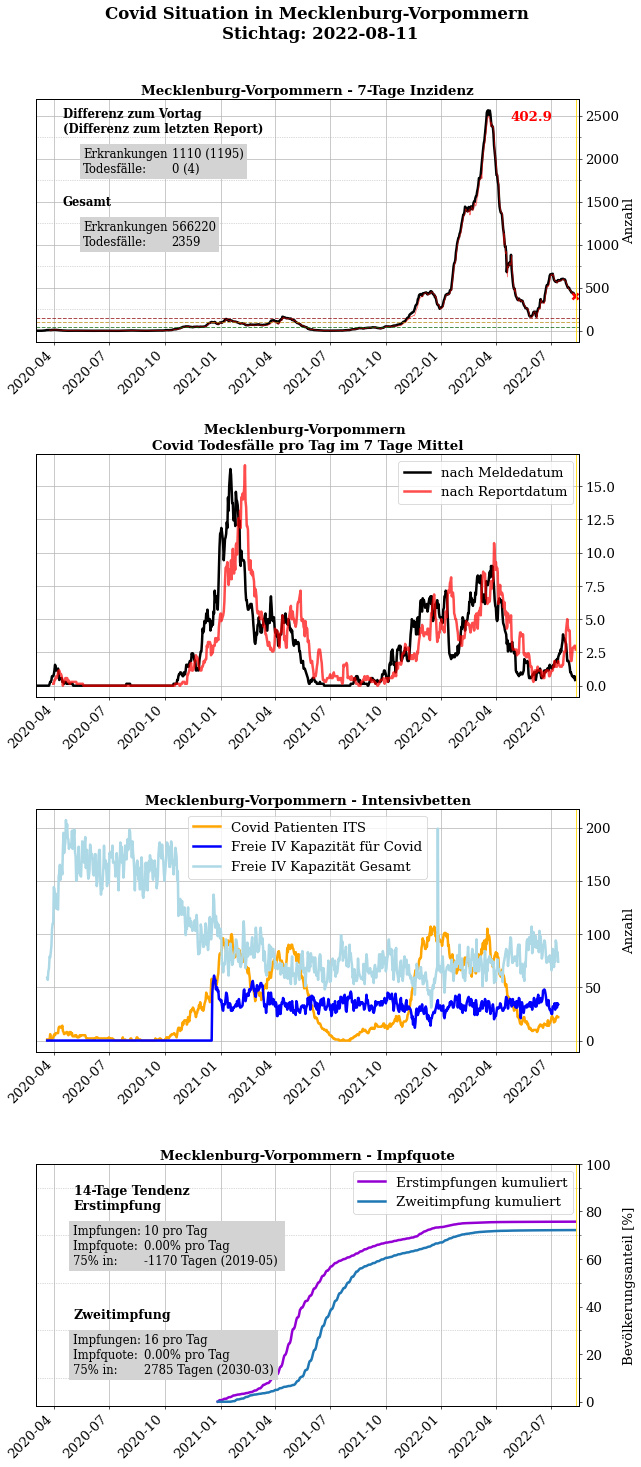 Covid Situation in Mecklenburg-Vorpommern
Stichtag: 2022-08-11
Mecklenburg-Vorpommern - 7-Tage Inzidenz
Differenz zum Vortag
(Differenz zum letzten Report)
Erkrankungen 1110 (1195)
Todesfälle: 0 (4)
Gesamt
Erkrankungen 566220
Todesfälle: 2359
402.9
2500
2000
1500
1000
500
0
Anzahl
2020-04
2020-07
2020-10
2021-01
2021-04
2021-07
2021-10
2022-01
2022-04
2022-07
Mecklenburg-Vorpommern
Covid Todesfälle pro Tag im 7 Tage Mittel
nach Meldedatum
nach Reportdatum
15.0
12.5
10.0
7.5
5.0
2.5
0.0
2020-04
2020-07
2020-10
2021-01
2021-04
2021-07
2021-10
2022-01
2022-04
2022-07
Mecklenburg-Vorpommern - Intensivbetten
Covid Patienten ITS
Freie IV Kapazität für Covid
Freie IV Kapazität Gesamt
200
150
100
50
0
Anzahl
2020-04
2020-07
2020-10
2021-01
2021-04
2021-07
2021-10
2022-01
2022-04
2022-07
Mecklenburg-Vorpommern - Impfquote
14-Tage Tendenz
Erstimpfung
Impfungen: 10 pro Tag
Impfquote: 0.00% pro Tag
75% in: -1170 Tagen (2019-05)
Zweitimpfung
Impfungen: 16 pro Tag
Impfquote: 0.00% pro Tag
75% in: 2785 Tagen (2030-03)
Erstimpfungen kumuliert
Zweitimpfung kumuliert
100
80
60
40
20
0
Bevölkerungsanteil [%]
2020-04
2020-07
2020-10
2021-01
2021-04
2021-07
2021-10
2022-01
2022-04
2022-07